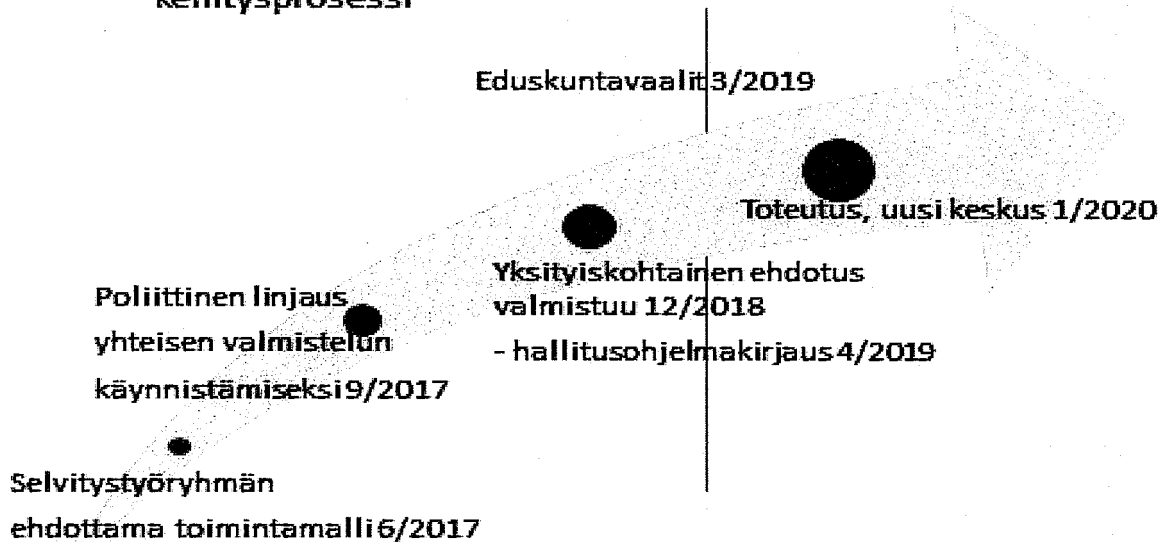 kehitysprosessi
Eduskuntavaalit 3/2019
Toteutus, uusi keskus 1/2020
Yksityiskohtainen ehdotus
valmistuu 12/2018
- hallitusohjelmakirjaus 4/2019
Poliittinen linjaus
yhteisen valmistelun
käynnistämiseksi 9/2017
Selvitystyöryhmän
ehdottama toimintamalli 6/2017